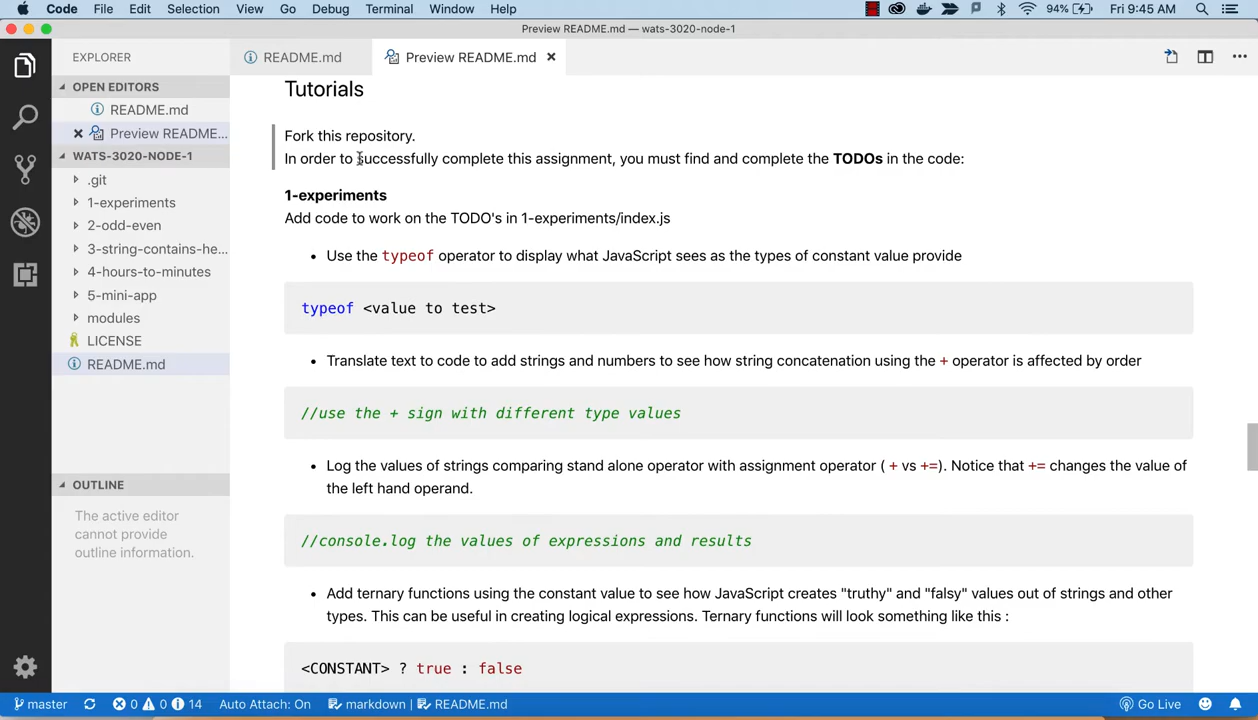 Code File Edit Selection View Go Debug Terminal Window Help 94% Fri 9:45 AM
Preview README.md — wats-3020-node-1
EXPLORER
README.md
Preview README.md
OPEN EDITORS
README.md
Preview README...
WATS-3020-NODE-1
.git
1-experiments
2-odd-even
3-string-contains-he...
4-hours-to-minutes
5-mini-app
modules
LICENSE
README.md
OUTLINE
The active editor
cannot provide
outline information.
Tutorials
Fork this repository.
In order to successfully complete this assignment, you must find and complete the TODOs in the code:
1-experiments
Add code to work on the TODO's in 1-experiments/index.js
• Use the typeof operator to display what JavaScript sees as the types of constant value provide
typeof <value to test>
• Translate text to code to add strings and numbers to see how string concatenation using the + operator is affected by order
//use the + sign with different type values
• Log the values of strings comparing stand alone operator with assignment operator ( + vs +=). Notice that += changes the value of
the left hand operand.
//console.log the values of expressions and results
• Add ternary functions using the constant value to see how JavaScript creates "truthy" and "falsy" values out of strings and other
types. This can be useful in creating logical expressions. Ternary functions will look something like this :
<CONSTANT> ? true : false
master 0 0 14 Auto Attach: On markdown README.md Go Live